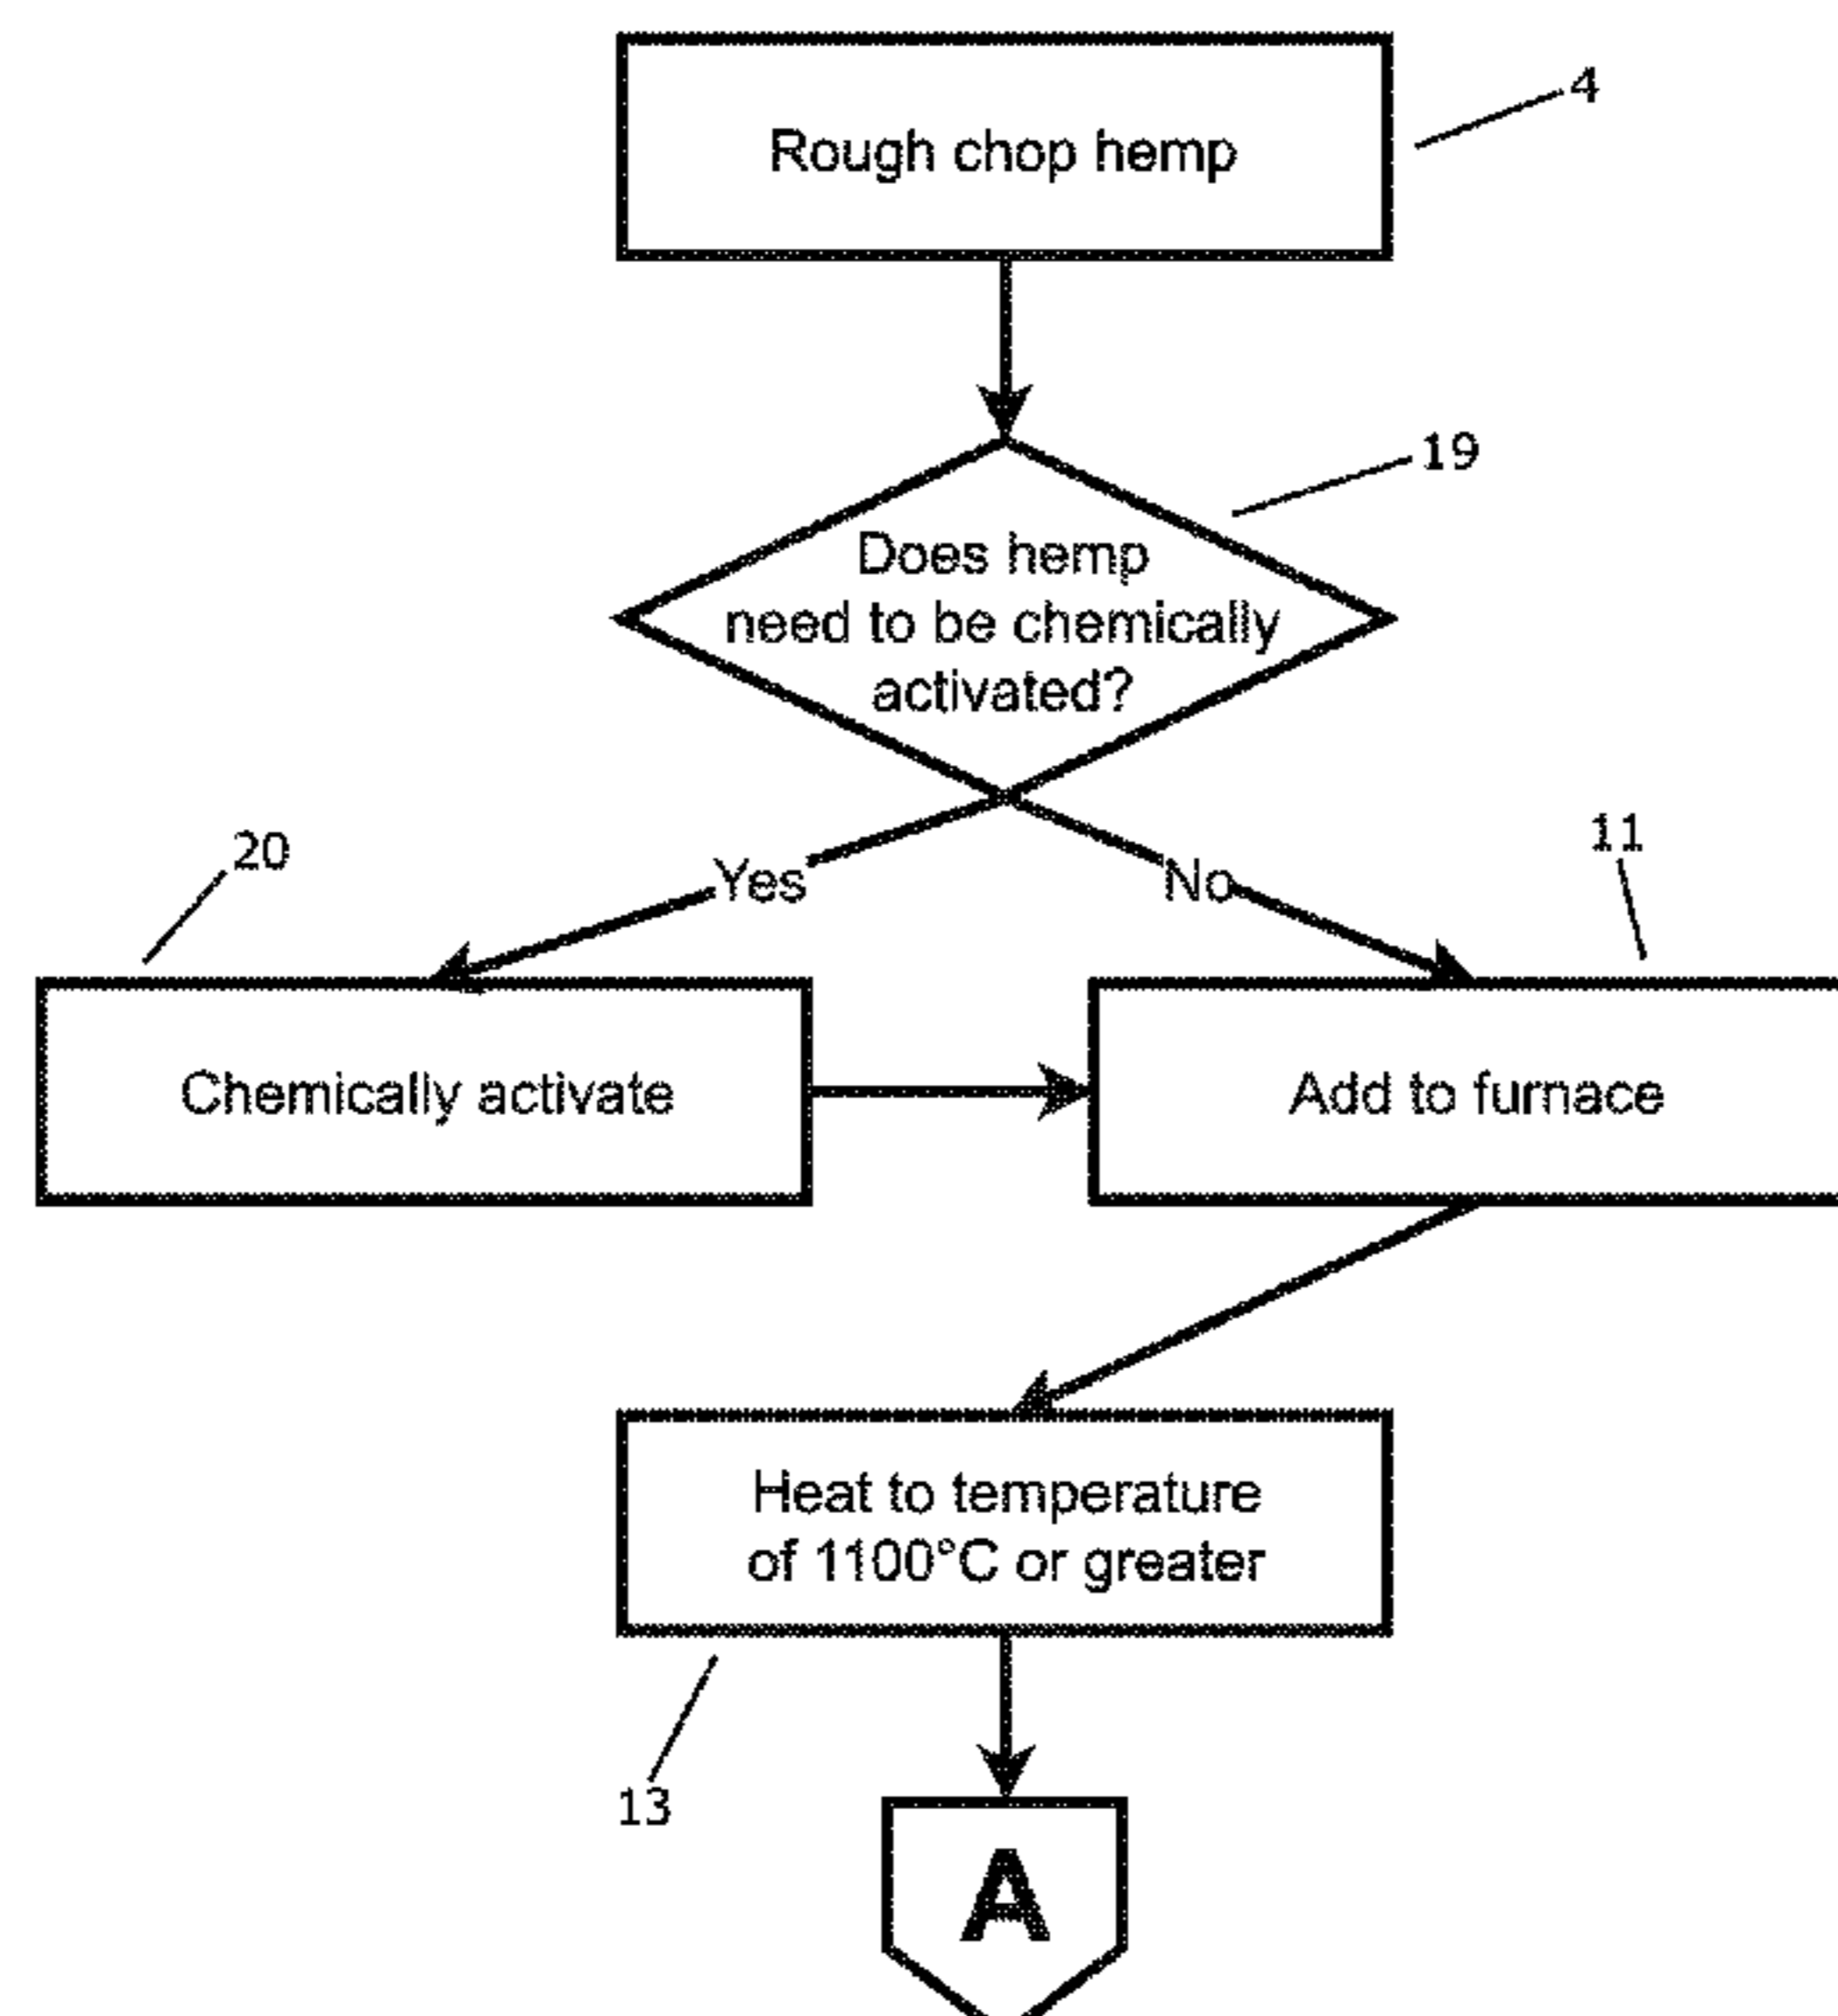 4
Rough chop hemp
19
Does hemp
need to be chemically
activated?
20
11
Yes
No
Chemically activate
Add to furnace
Heat to temperature
of 1100°C or greater
13
A